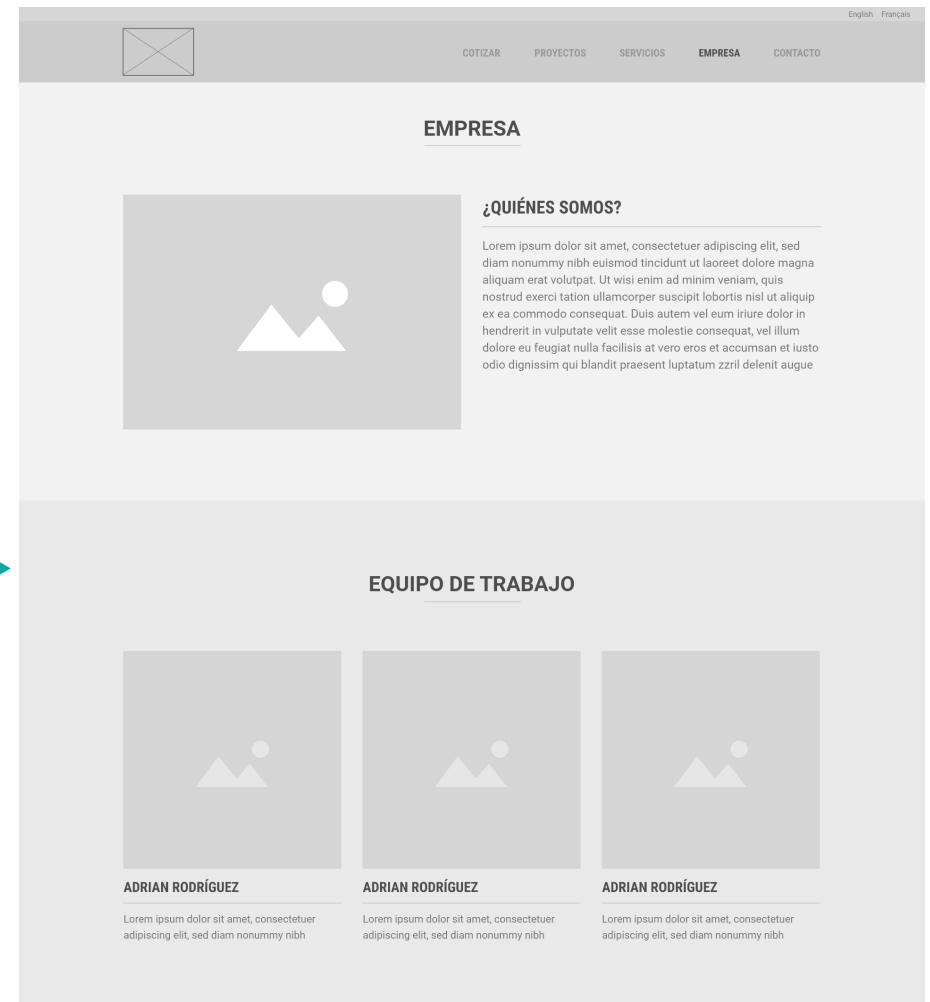 English Français
COTIZAR PROYECTOS SERVICIOS EMPRESA CONTACTO
EMPRESA
¿QUIÉNES SOMOS?
Lorem ipsum dolor sit amet, consectetuer adipiscing elit, sed
diam nonummy nibh euismod tincidunt ut laoreet dolore magna
aliquam erat volutpat. Ut wisi enim ad minim veniam, quis
nostrud exerci tation ullamcorper suscipit lobortis nisl ut aliquip
ex ea commodo consequat. Duis autem vel eum iriure dolor in
hendrerit in vulputate velit esse molestie consequat, vel illum
dolore eu feugiat nulla facilisis at vero eros et accumsan et iusto
odio dignissim qui blandit praesent luptatum zzril delenit augue
EQUIPO DE TRABAJO
ADRIAN RODRÍGUEZ
Lorem ipsum dolor sit amet, consectetuer
adipiscing elit, sed diam nonummy nibh
ADRIAN RODRÍGUEZ
Lorem ipsum dolor sit amet, consectetuer
adipiscing elit, sed diam nonummy nibh
ADRIAN RODRÍGUEZ
Lorem ipsum dolor sit amet, consectetuer
adipiscing elit, sed diam nonummy nibh